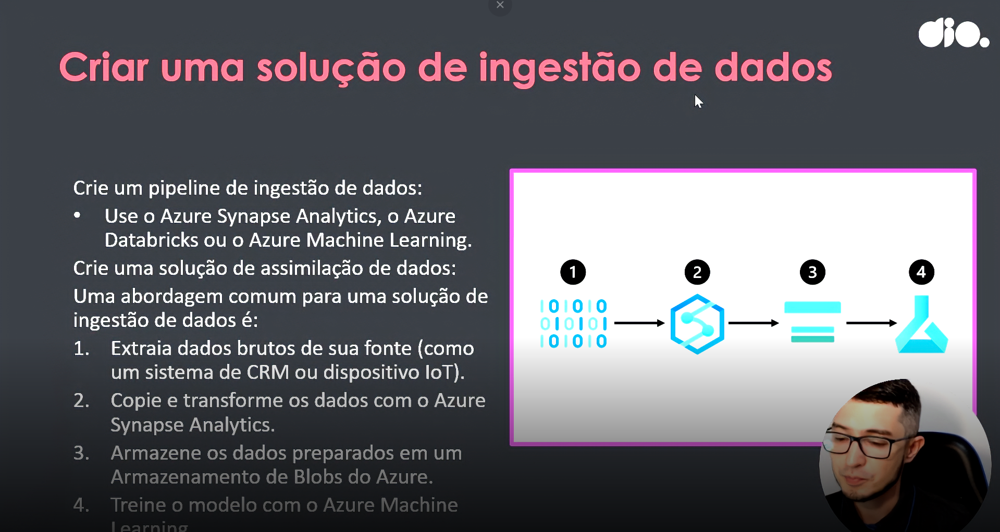 dio.
Criar uma solução de ingestão de dados
Crie um pipeline de ingestão de dados:
• Use o Azure Synapse Analytics, o Azure
Databricks ou o Azure Machine Learning.
Crie uma solução de assimilação de dados:
Uma abordagem comum para uma solução de
ingestão de dados é:
1. Extraia dados brutos de sua fonte (como
um sistema de CRM ou dispositivo IoT).
2. Copie e transforme os dados com o Azure
Synapse Analytics.
3. Armazene os dados preparados em um
Armazenamento de Blobs do Azure.
4. Treine o modelo com o Azure Machine
Learning
1 2 3 4
101010
010101
101010